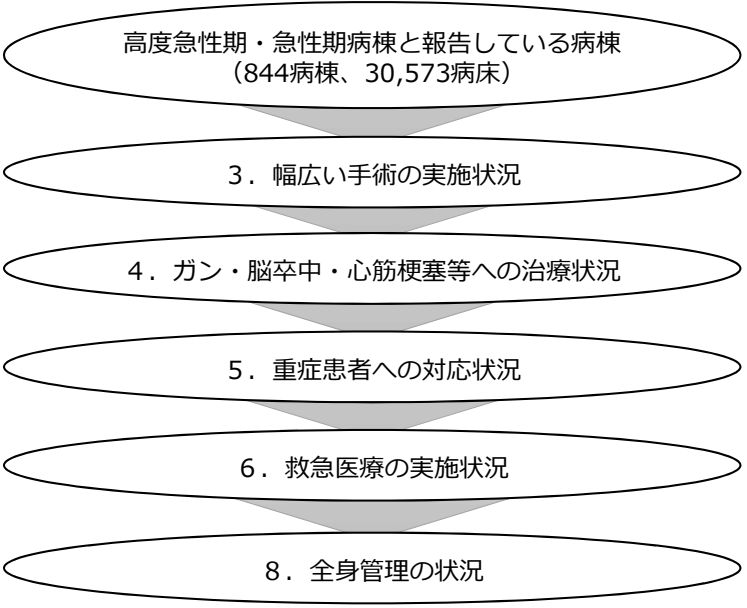 高度急性期・急性期病棟と報告している病棟
（844病棟、30,573病床）
3．幅広い手術の実施状況
4．ガン・脳卒中・心筋梗塞等への治療状況
5．重症患者への対応状況
6．救急医療の実施状況
8．全身管理の状況